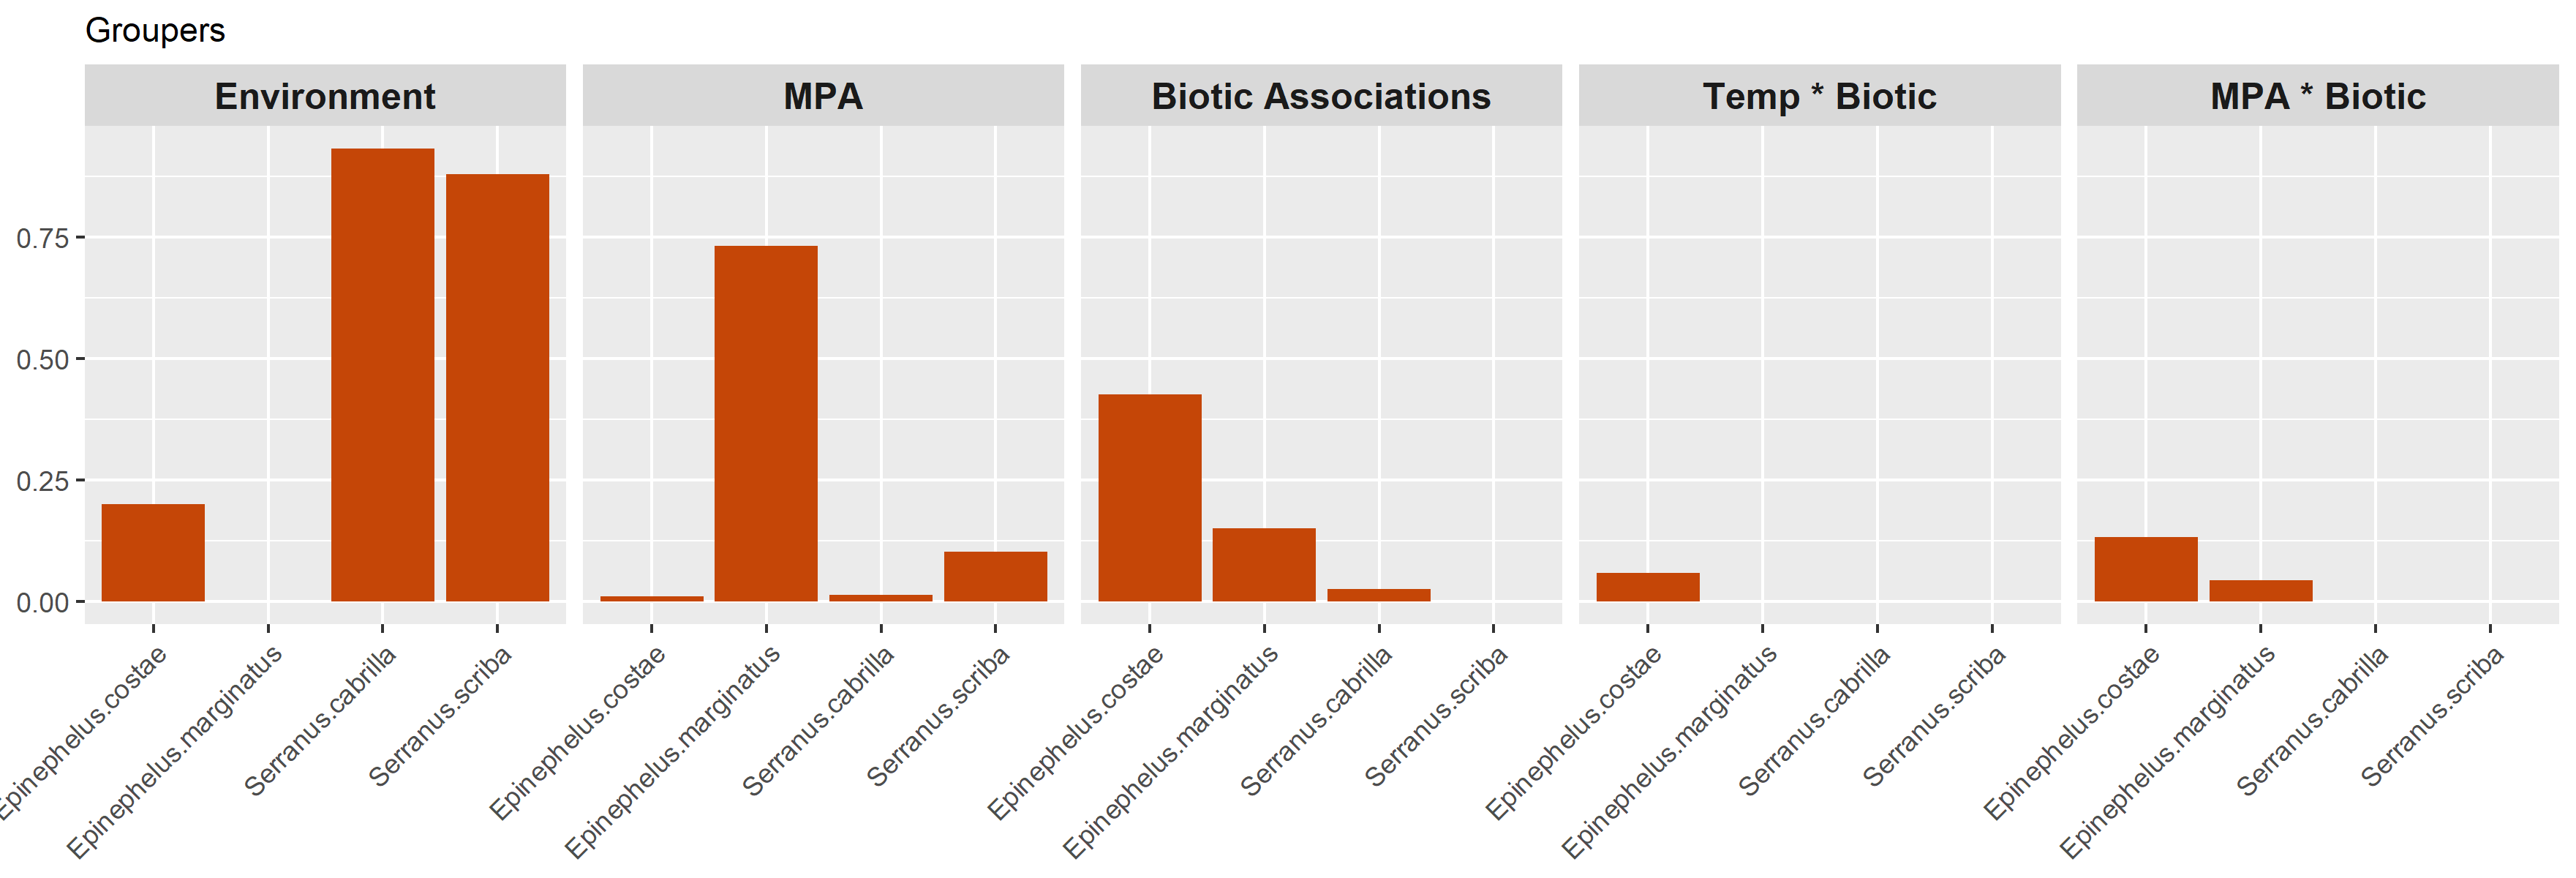 Groupers
Environment
MPA
Biotic Associations
Temp * Biotic
MPA * Biotic
0.75
0.50
0.25
0.00
Epinephelus.costae
Epinephelus.marginatus
Serranus.cabrilla
Serranus.scriba
Epinephelus.costae
Epinephelus.marginatus
Serranus.cabrilla
Serranus.scriba
Epinephelus.costae
Epinephelus.marginatus
Serranus.cabrilla
Serranus.scriba
Epinephelus.costae
Epinephelus.marginatus
Serranus.cabrilla
Serranus.scriba
Epinephelus.costae
Epinephelus.marginatus
Serranus.cabrilla
Serranus.scriba